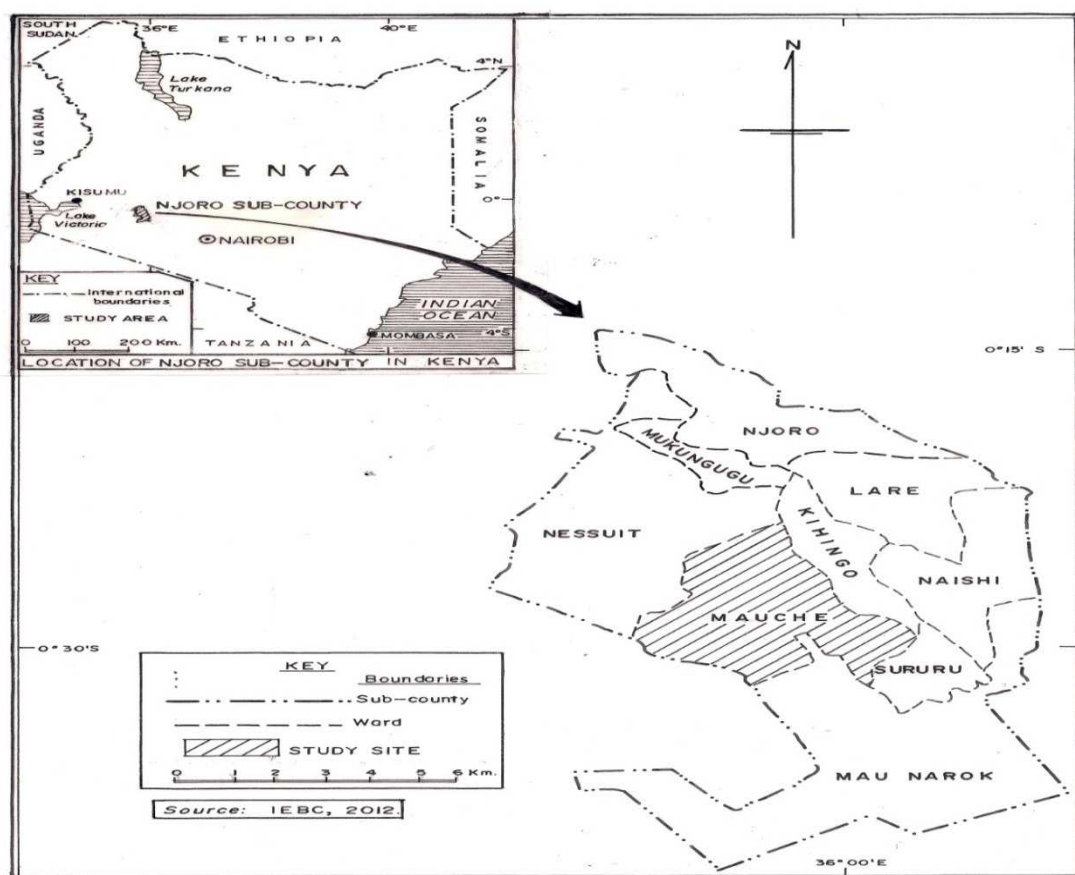 SOUTH SUDAN
36°E
40°E
ETHIOPIA
4°N
Lake Turkana
UGANDA
SOMALIA
KENYA
KISUMU
0°
NJORO SUB-COUNTY
Lake Victoria
NAIROBI
KEY
International boundaries
STUDY AREA
0 100 200 Km.
INDIAN OCEAN
MOMBASA
4°S
TANZANIA
LOCATION OF NJORO SUB-COUNTY IN KENYA
N
0°15' S
NJORO
MUKUNGUGU
LARE
KIHINGO
NESSUIT
NAISHI
MAUCHE
0°30'S
SURURU
KEY
Boundaries
Sub-county
Ward
STUDY SITE
0 1 2 3 4 5 6 Km.
MAU NAROK
Source: IEBC, 2012.
36°00'E